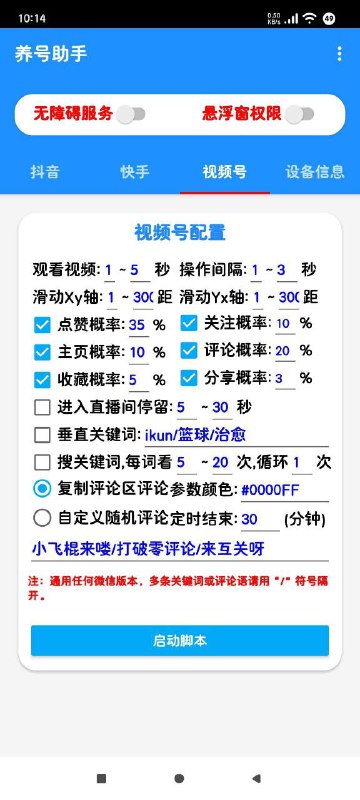 10:14 0.50 KB/s 49
养号助手
无障碍服务 悬浮窗权限
抖音 快手 视频号 设备信息
视频号配置
观看视频: 1 ~ 5 秒 操作间隔: 1 ~ 3 秒
滑动Xy轴: 1 ~ 300 距 滑动Yx轴: 1 ~ 300 距
点赞概率: 35 % 关注概率: 10 %
主页概率: 10 % 评论概率: 20 %
收藏概率: 5 % 分享概率: 3 %
进入直播间停留: 5 ~ 30 秒
垂直关键词: ikun/篮球/治愈
搜关键词,每词看 5 ~ 20 次,循环 1 次
复制评论区评论 参数颜色: #0000FF
自定义随机评论 定时结束: 30 (分钟)
小飞棍来喽/打破零评论/来互关呀
注: 通用任何微信版本，多条关键词或评论语请用 "/" 符号隔
开。
启动脚本